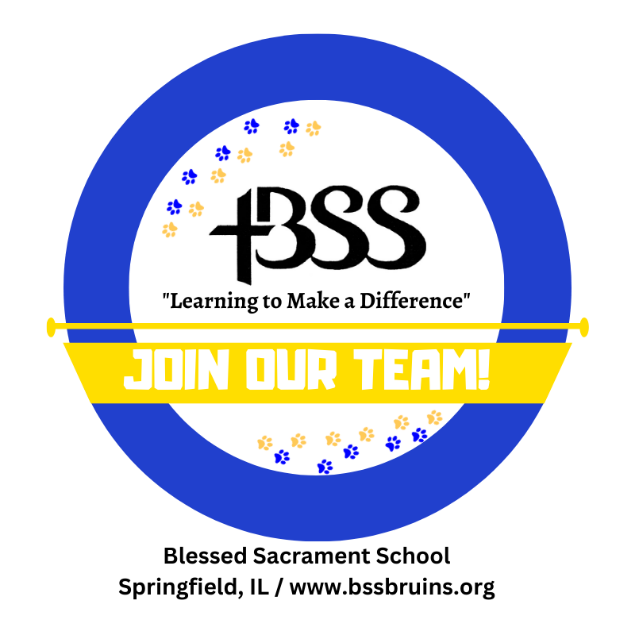 BSS
"Learning to Make a Difference"
JOIN OUR TEAM!
Blessed Sacrament School
Springfield, IL / www.bssbruins.org